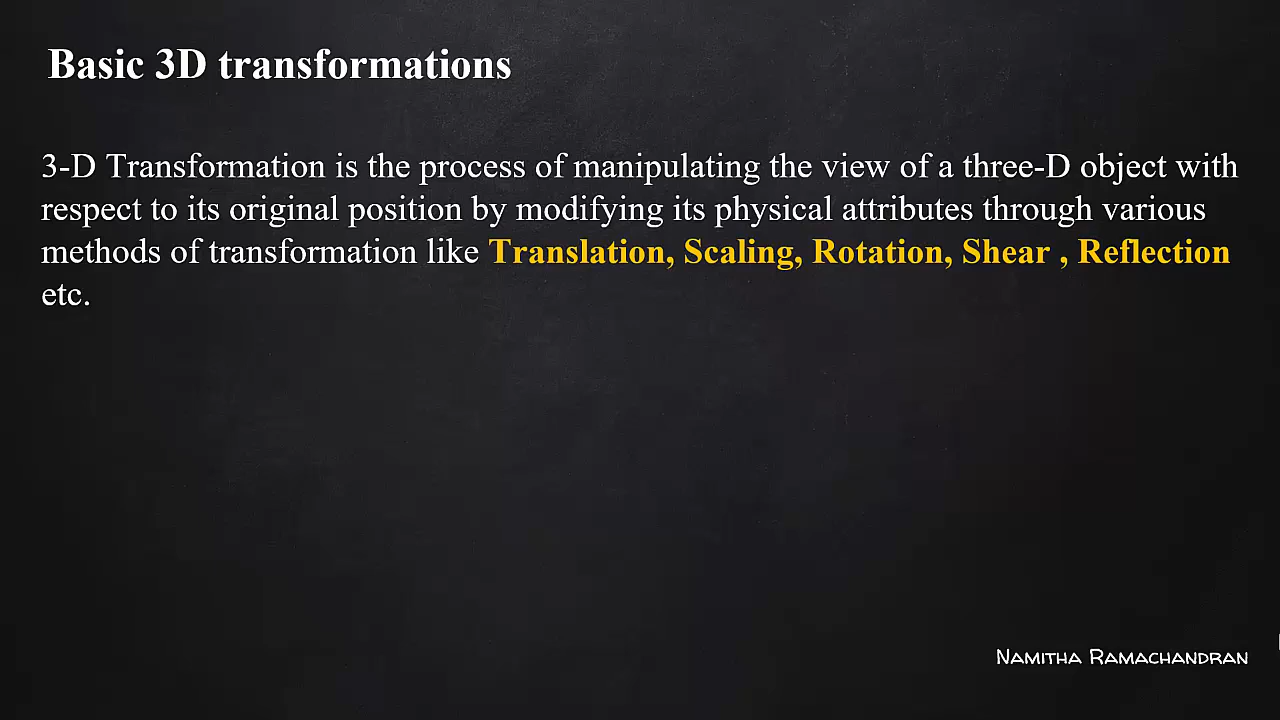 Basic 3D transformations
3-D Transformation is the process of manipulating the view of a three-D object with
respect to its original position by modifying its physical attributes through various
methods of transformation like Translation, Scaling, Rotation, Shear , Reflection
etc.
Namitha Ramachandran